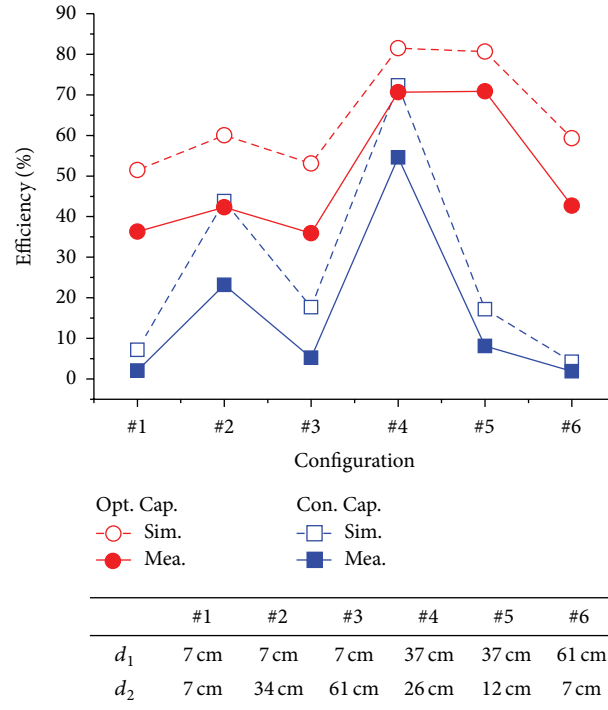 90
80
70
60
50
40
30
20
10
0
Efficiency (%)
#1 #2 #3 #4 #5 #6
Configuration
Opt. Cap. Con. Cap.
Sim. Sim.
Mea. Mea.
#1 #2 #3 #4 #5 #6
d1 7 cm 7 cm 7 cm 37 cm 37 cm 61 cm
d2 7 cm 34 cm 61 cm 26 cm 12 cm 7 cm